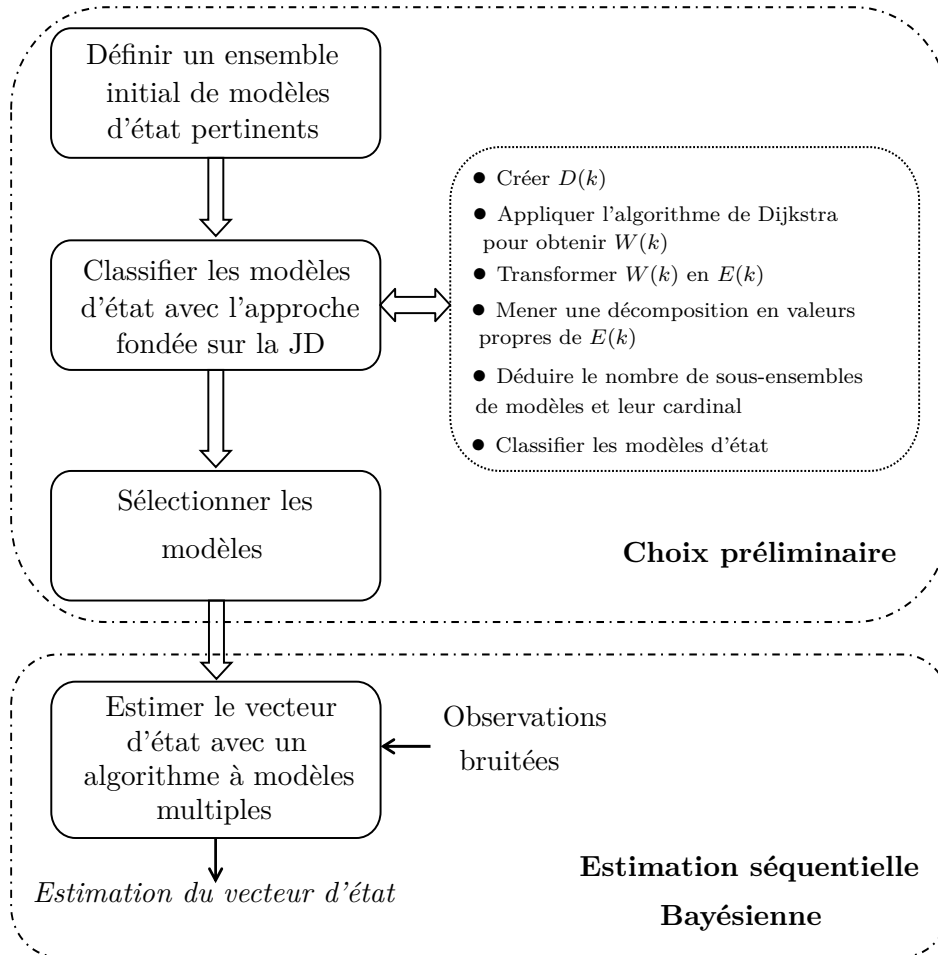 Définir un ensemble
initial de modèles
d'état pertinents
Classifier les modèles
d'état avec l'approche
fondée sur la JD
● Créer D(k)
● Appliquer l'algorithme de Dijkstra
pour obtenir W(k)
● Transformer W(k) en E(k)
● Mener une décomposition en valeurs
propres de E(k)
● Déduire le nombre de sous-ensembles
de modèles et leur cardinal
● Classifier les modèles d'état
Sélectionner les
modèles
Choix préliminaire
Estimer le vecteur
d'état avec un
algorithme à modèles
multiples
Observations
bruitées
Estimation du vecteur d'état
Estimation séquentielle
Bayésienne